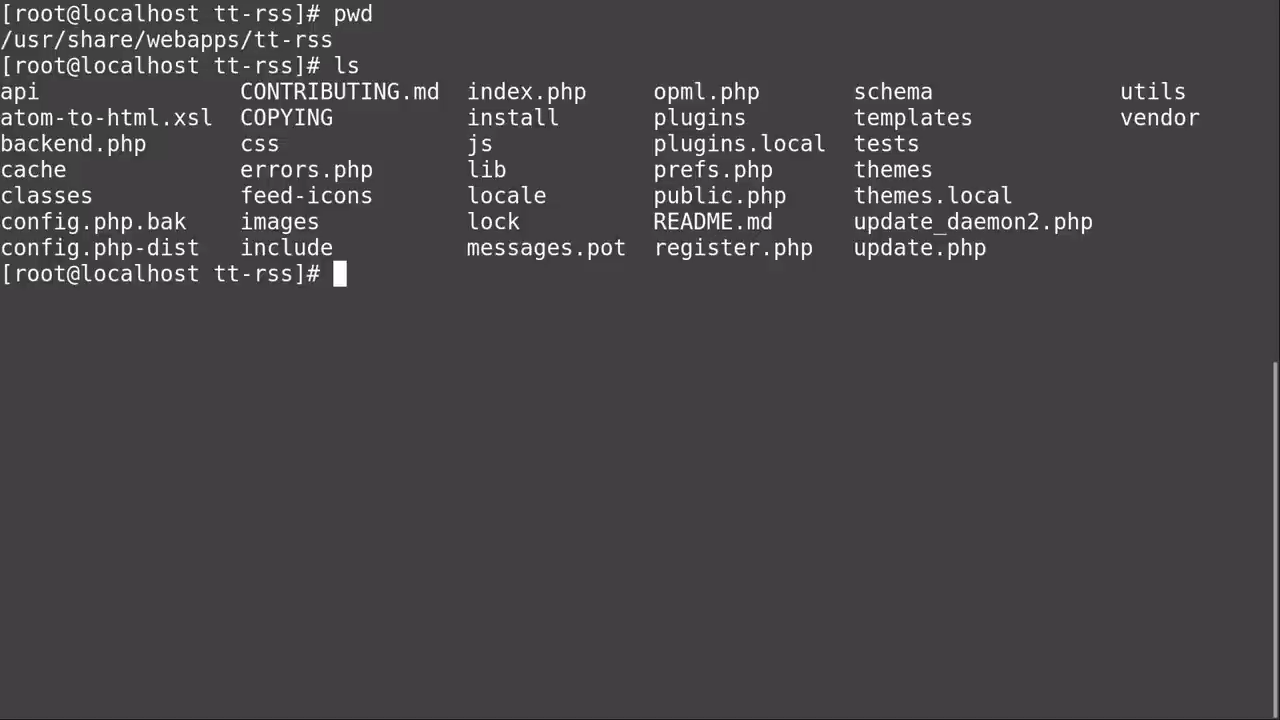 [root@localhost tt-rss]# pwd
/usr/share/webapps/tt-rss
[root@localhost tt-rss]# ls
api CONTRIBUTING.md index.php opml.php schema utils
atom-to-html.xsl COPYING install plugins templates vendor
backend.php css js plugins.local tests
cache errors.php lib prefs.php themes
classes feed-icons locale public.php themes.local
config.php.bak images lock README.md update_daemon2.php
config.php-dist include messages.pot register.php update.php
[root@localhost tt-rss]#